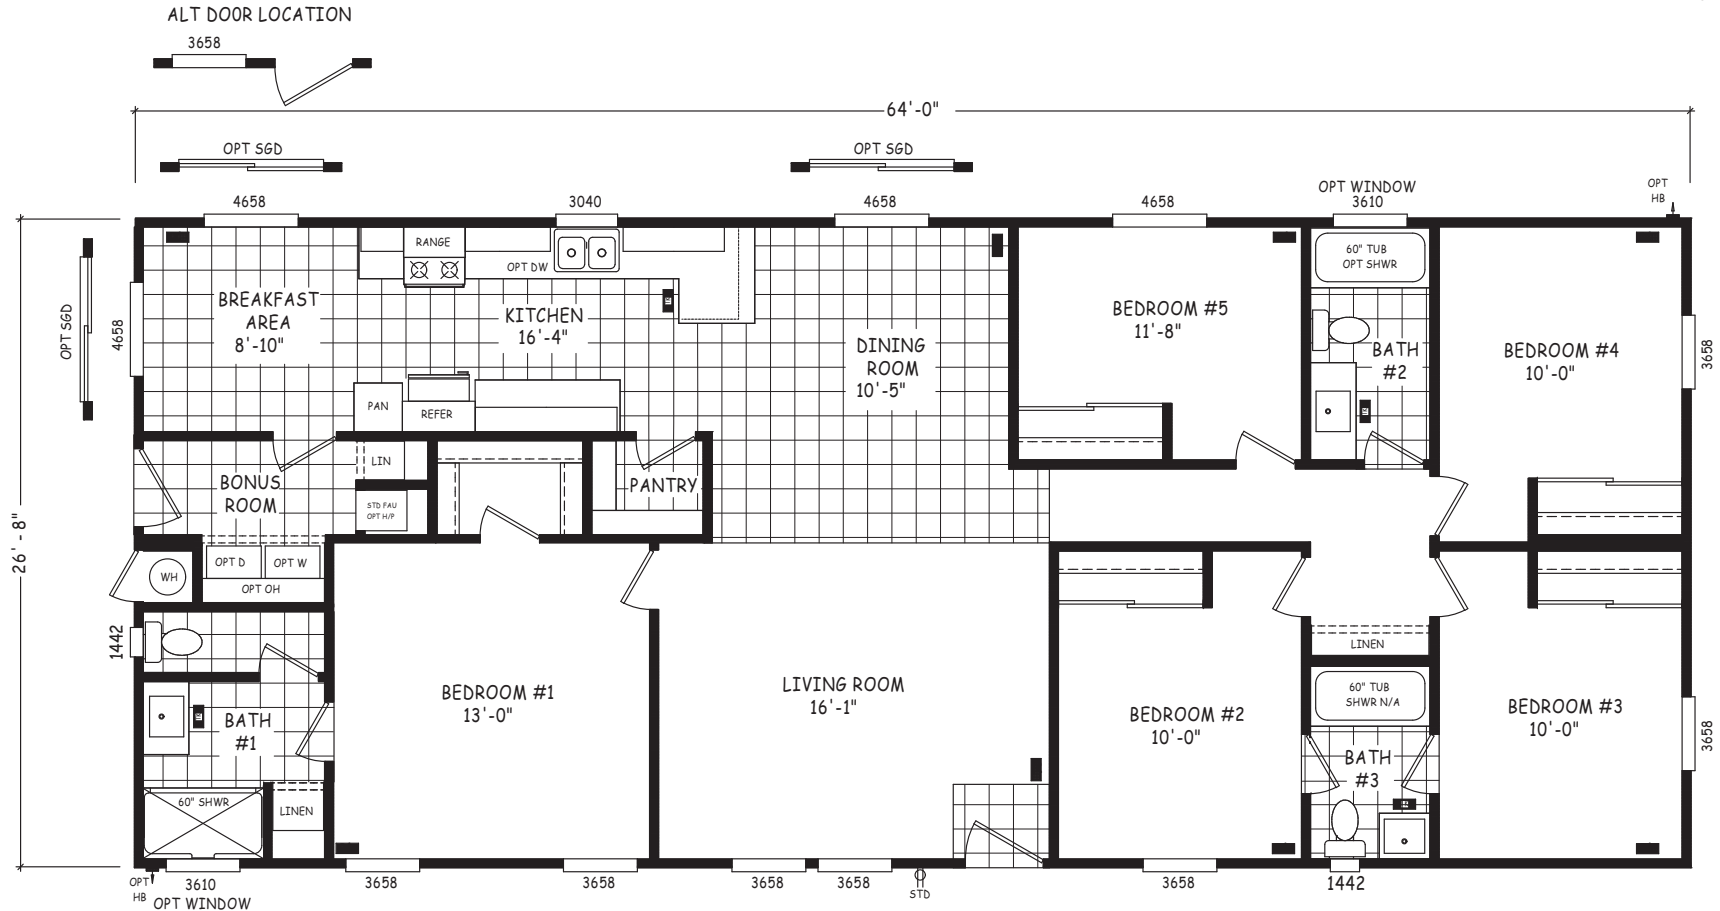 ALT DOOR LOCATION
3658
64'-0"
OPT SGD
OPT SGD
OPT WINDOW
OPT
HB
4658
3040
4658
4658
3610
RANGE
60" TUB
OPT SHWR
OPT DW
OPT SGD
4658
BREAKFAST
AREA
8'-10"
KITCHEN
16'-4"
DINING
ROOM
10'-5"
BEDROOM #5
11'-8"
BATH
#2
BEDROOM #4
10'-0"
3658
PAN
REFER
LIN
BONUS
ROOM
STD FAU
OPT H/P
PANTRY
26'-8"
OPT D
OPT W
WH
OPT OH
1442
LINEN
BEDROOM #1
13'-0"
LIVING ROOM
16'-1"
60" TUB
SHWR N/A
BEDROOM #2
10'-0"
BEDROOM #3
10'-0"
BATH
#1
BATH
#3
3658
60" SHWR
LINEN
OPT
HB
3610
OPT WINDOW
3658
3658
3658
3658
STD
3658
1442